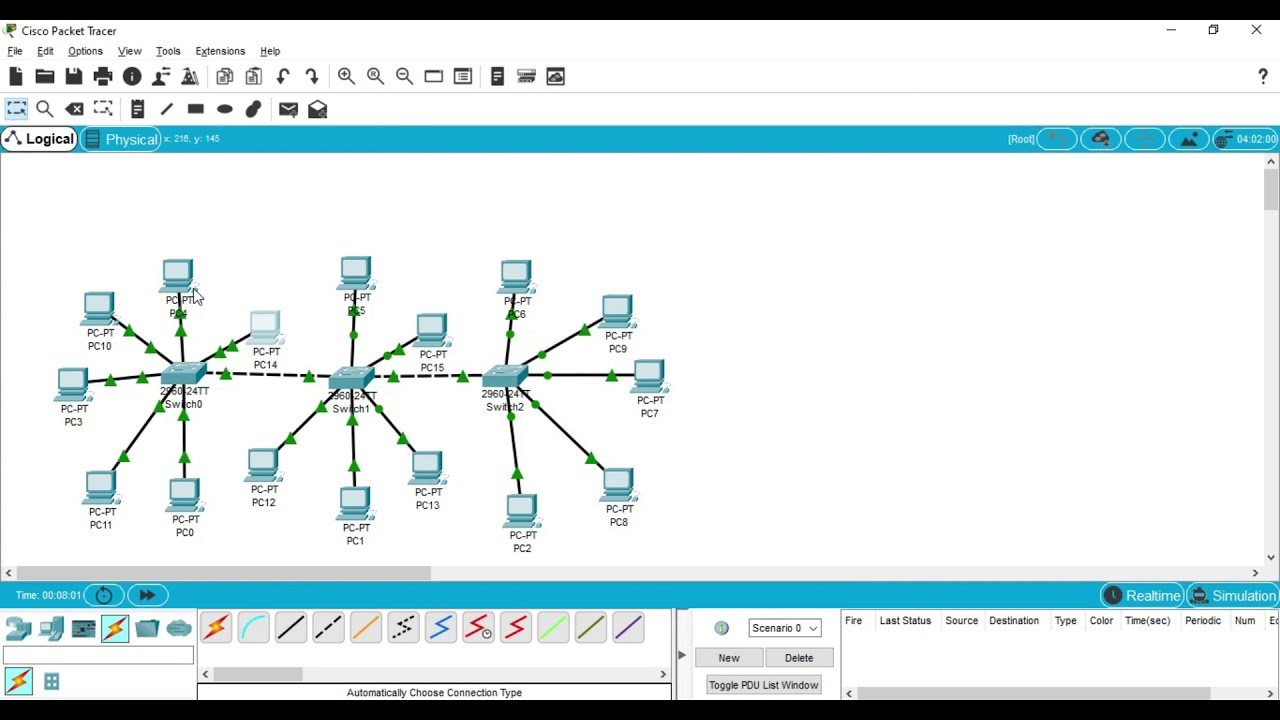 Cisco Packet Tracer
File Edit Options View Tools Extensions Help
Logical Physical x: 216, y: 145 [Root] 04:02:00
PC-PT
PC4
PC-PT
PC5
PC-PT
PC6
PC-PT
PC10
PC-PT
PC14
PC-PT
PC15
PC-PT
PC9
2960-24TT
Switch0
2960-24TT
Switch1
2960-24TT
Switch2
PC-PT
PC3
PC-PT
PC7
PC-PT
PC11
PC-PT
PC0
PC-PT
PC12
PC-PT
PC1
PC-PT
PC13
PC-PT
PC2
PC-PT
PC8
Time: 00:08:01 Realtime Simulation
Scenario 0
New Delete
Toggle PDU List Window
Fire Last Status Source Destination Type Color Time(sec) Periodic Num
Automatically Choose Connection Type